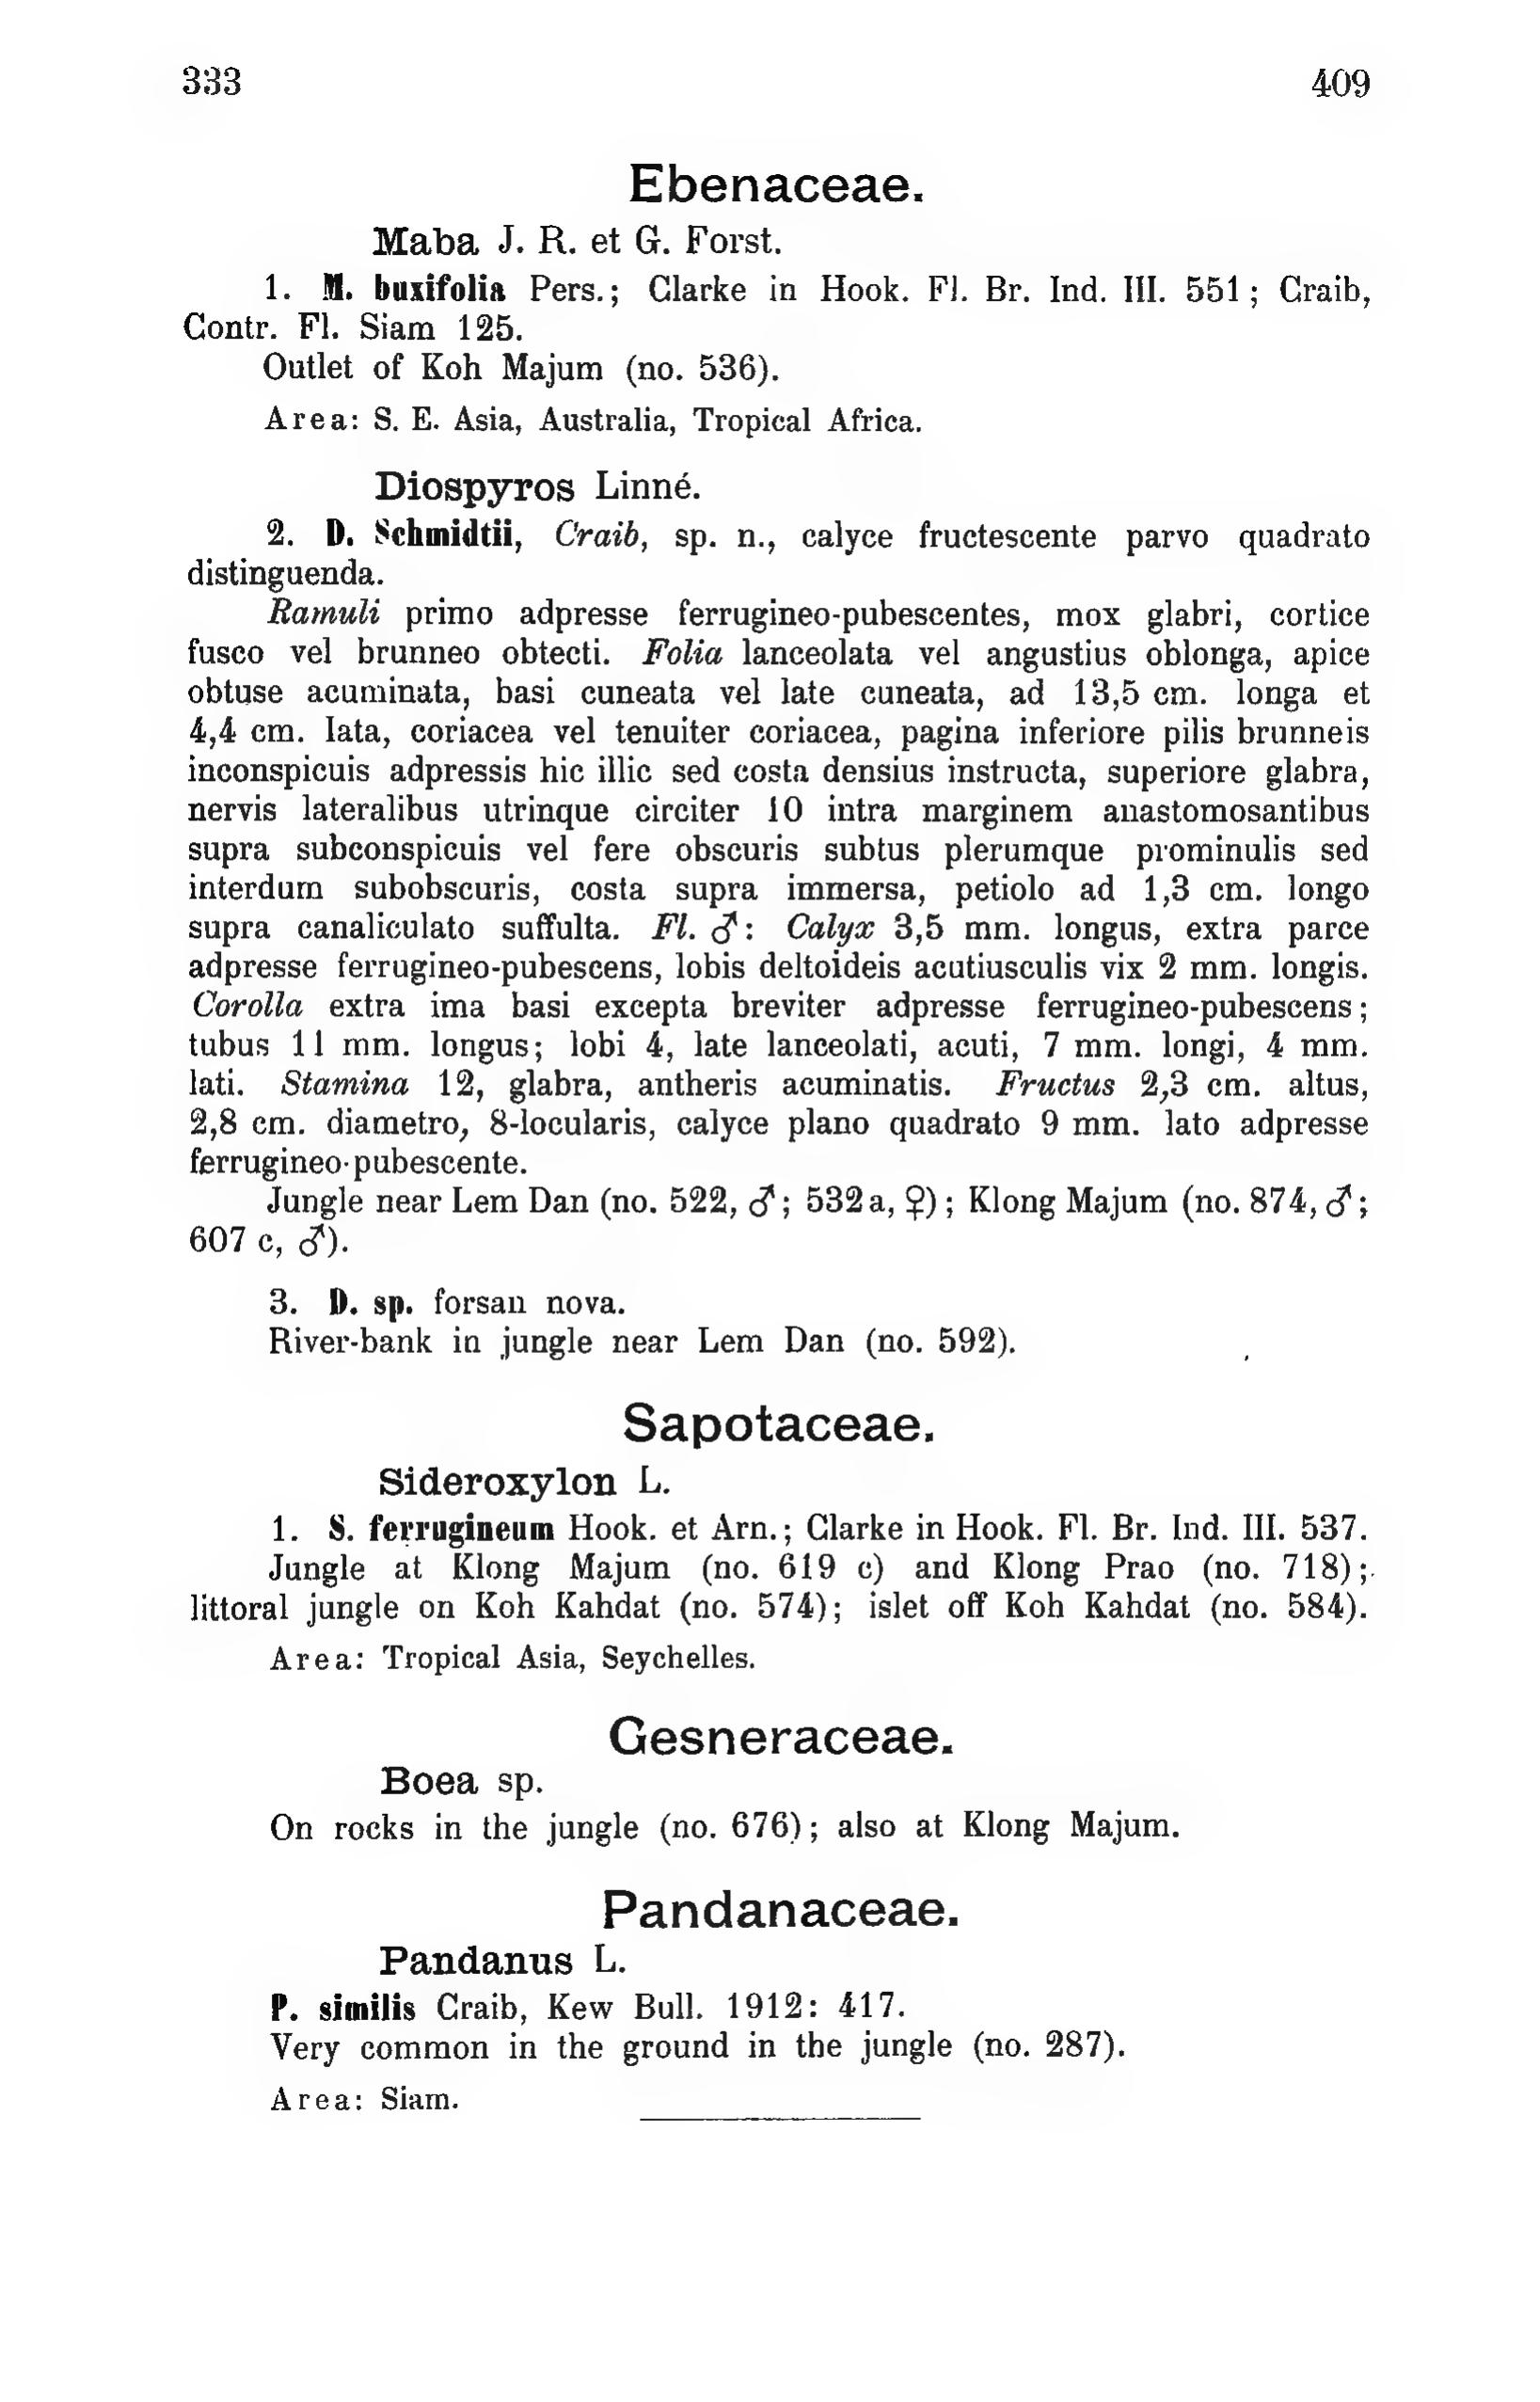 333 409
Ebenaceae.
Maba J. R. et G. Forst.
1. M. buxifolia Pers.; Clarke in Hook. Fl. Br. Ind. III. 551; Craib,
Contr. Fl. Siam 125.
Outlet of Koh Majum (no. 536).
Area: S. E. Asia, Australia, Tropical Africa.
Diospyros Linné.
2. D. Schmidtii, Craib, sp. n., calyce fructescente parvo quadrato
distinguenda.
Ramuli primo adpresse ferrugineo-pubescentes, mox glabri, cortice
fusco vel brunneo obtecti. Folia lanceolata vel angustius oblonga, apice
obtuse acuminata, basi cuneata vel late cuneata, ad 13,5 cm. longa et
4,4 cm. lata, coriacea vel tenuiter coriacea, pagina inferiore pilis brunneis
inconspicuis adpressis hic illic sed costa densius instructa, superiore glabra,
nervis lateralibus utrinque circiter 10 intra marginem anastomosantibus
supra subconspicuis vel fere obscuris subtus plerumque prominulis sed
interdum subobscuris, costa supra immersa, petiolo ad 1,3 cm. longo
supra canaliculato suffulta. Fl. ♂: Calyx 3,5 mm. longus, extra parce
adpresse ferrugineo-pubescens, lobis deltoideis acutiusculis vix 2 mm. longis.
Corolla extra ima basi excepta breviter adpresse ferrugineo-pubescens;
tubus 11 mm. longus; lobi 4, late lanceolati, acuti, 7 mm. longi, 4 mm.
lati. Stamina 12, glabra, antheris acuminatis. Fructus 2,3 cm. altus,
2,8 cm. diametro, 8-locularis, calyce plano quadrato 9 mm. lato adpresse
ferrugineo-pubescente.
Jungle near Lem Dan (no. 522, ♂; 532 a, ♀); Klong Majum (no. 874, ♂;
607 c, ♂).
3. D. sp. forsan nova.
River-bank in jungle near Lem Dan (no. 592).
Sapotaceae.
Sideroxylon L.
1. S. ferrugineum Hook. et Arn.; Clarke in Hook. Fl. Br. Ind. III. 537.
Jungle at Klong Majum (no. 619 c) and Klong Prao (no. 718);
littoral jungle on Koh Kahdat (no. 574); islet off Koh Kahdat (no. 584).
Area: Tropical Asia, Seychelles.
Gesneraceae.
Boea sp.
On rocks in the jungle (no. 676); also at Klong Majum.
Pandanaceae.
Pandanus L.
P. similis Craib, Kew Bull. 1912: 417.
Very common in the ground in the jungle (no. 287).
Area: Siam.